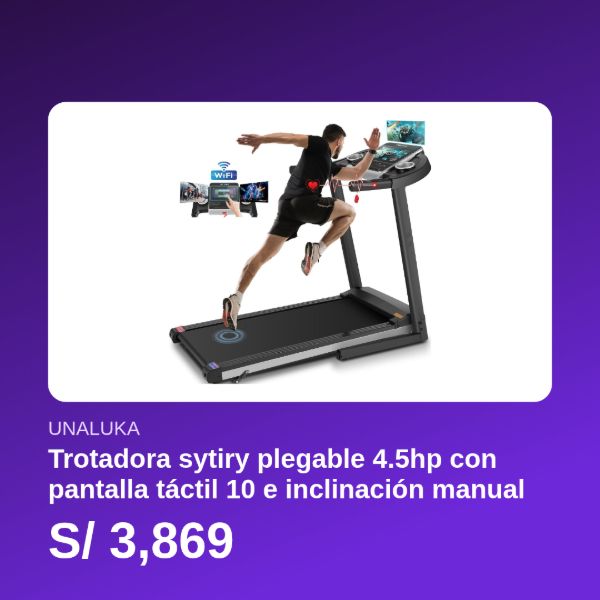 WiFi
UNALUKA
Trotadora sytiry plegable 4.5hp con
pantalla táctil 10 e inclinación manual
S/ 3,869